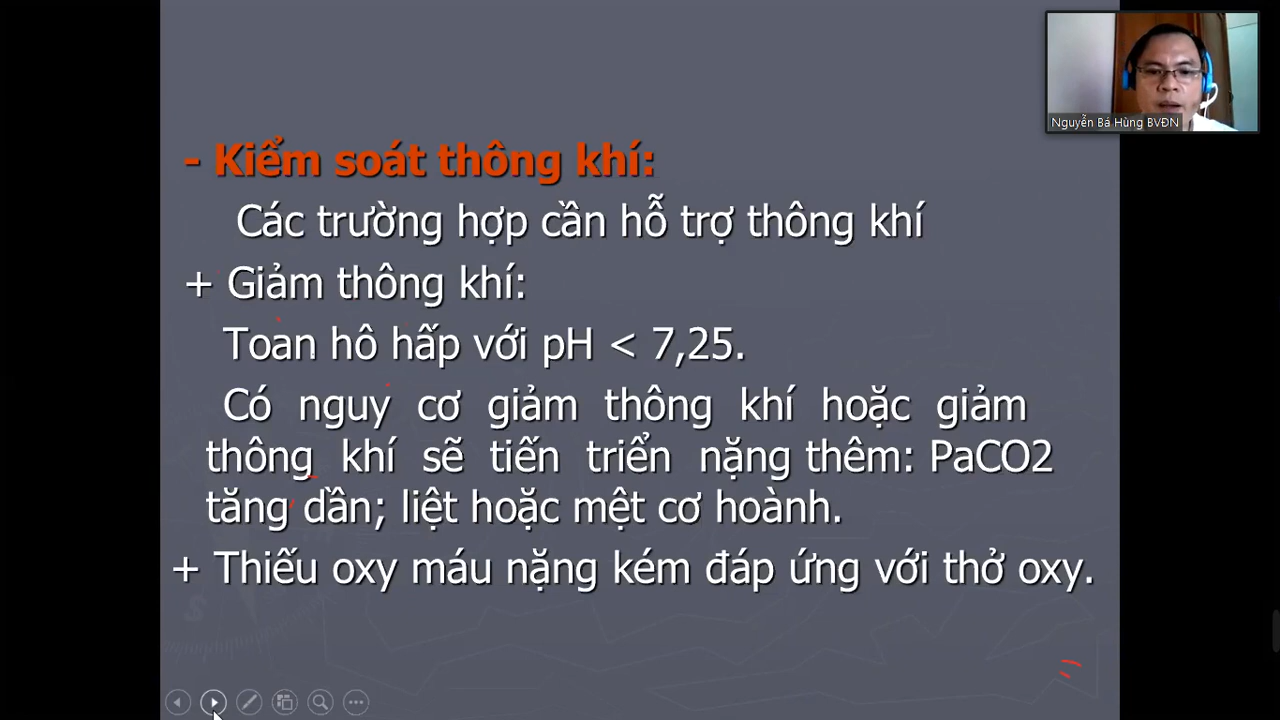 Nguyễn Bá Hùng BVĐN
- Kiểm soát thông khí:
Các trường hợp cần hỗ trợ thông khí
+ Giảm thông khí:
Toan hô hấp với pH < 7,25.
Có nguy cơ giảm thông khí hoặc giảm
thông khí sẽ tiến triển nặng thêm: PaCO2
tăng dần; liệt hoặc mệt cơ hoành.
+ Thiếu oxy máu nặng kém đáp ứng với thở oxy.